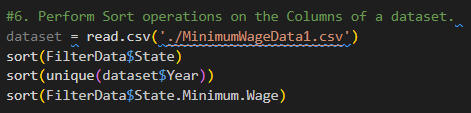 #6. Perform Sort operations on the Columns of a dataset.
dataset = read.csv('./MinimumWageData1.csv')
sort(FilterData$State)
sort(unique(dataset$Year))
sort(FilterData$State.Minimum.Wage)